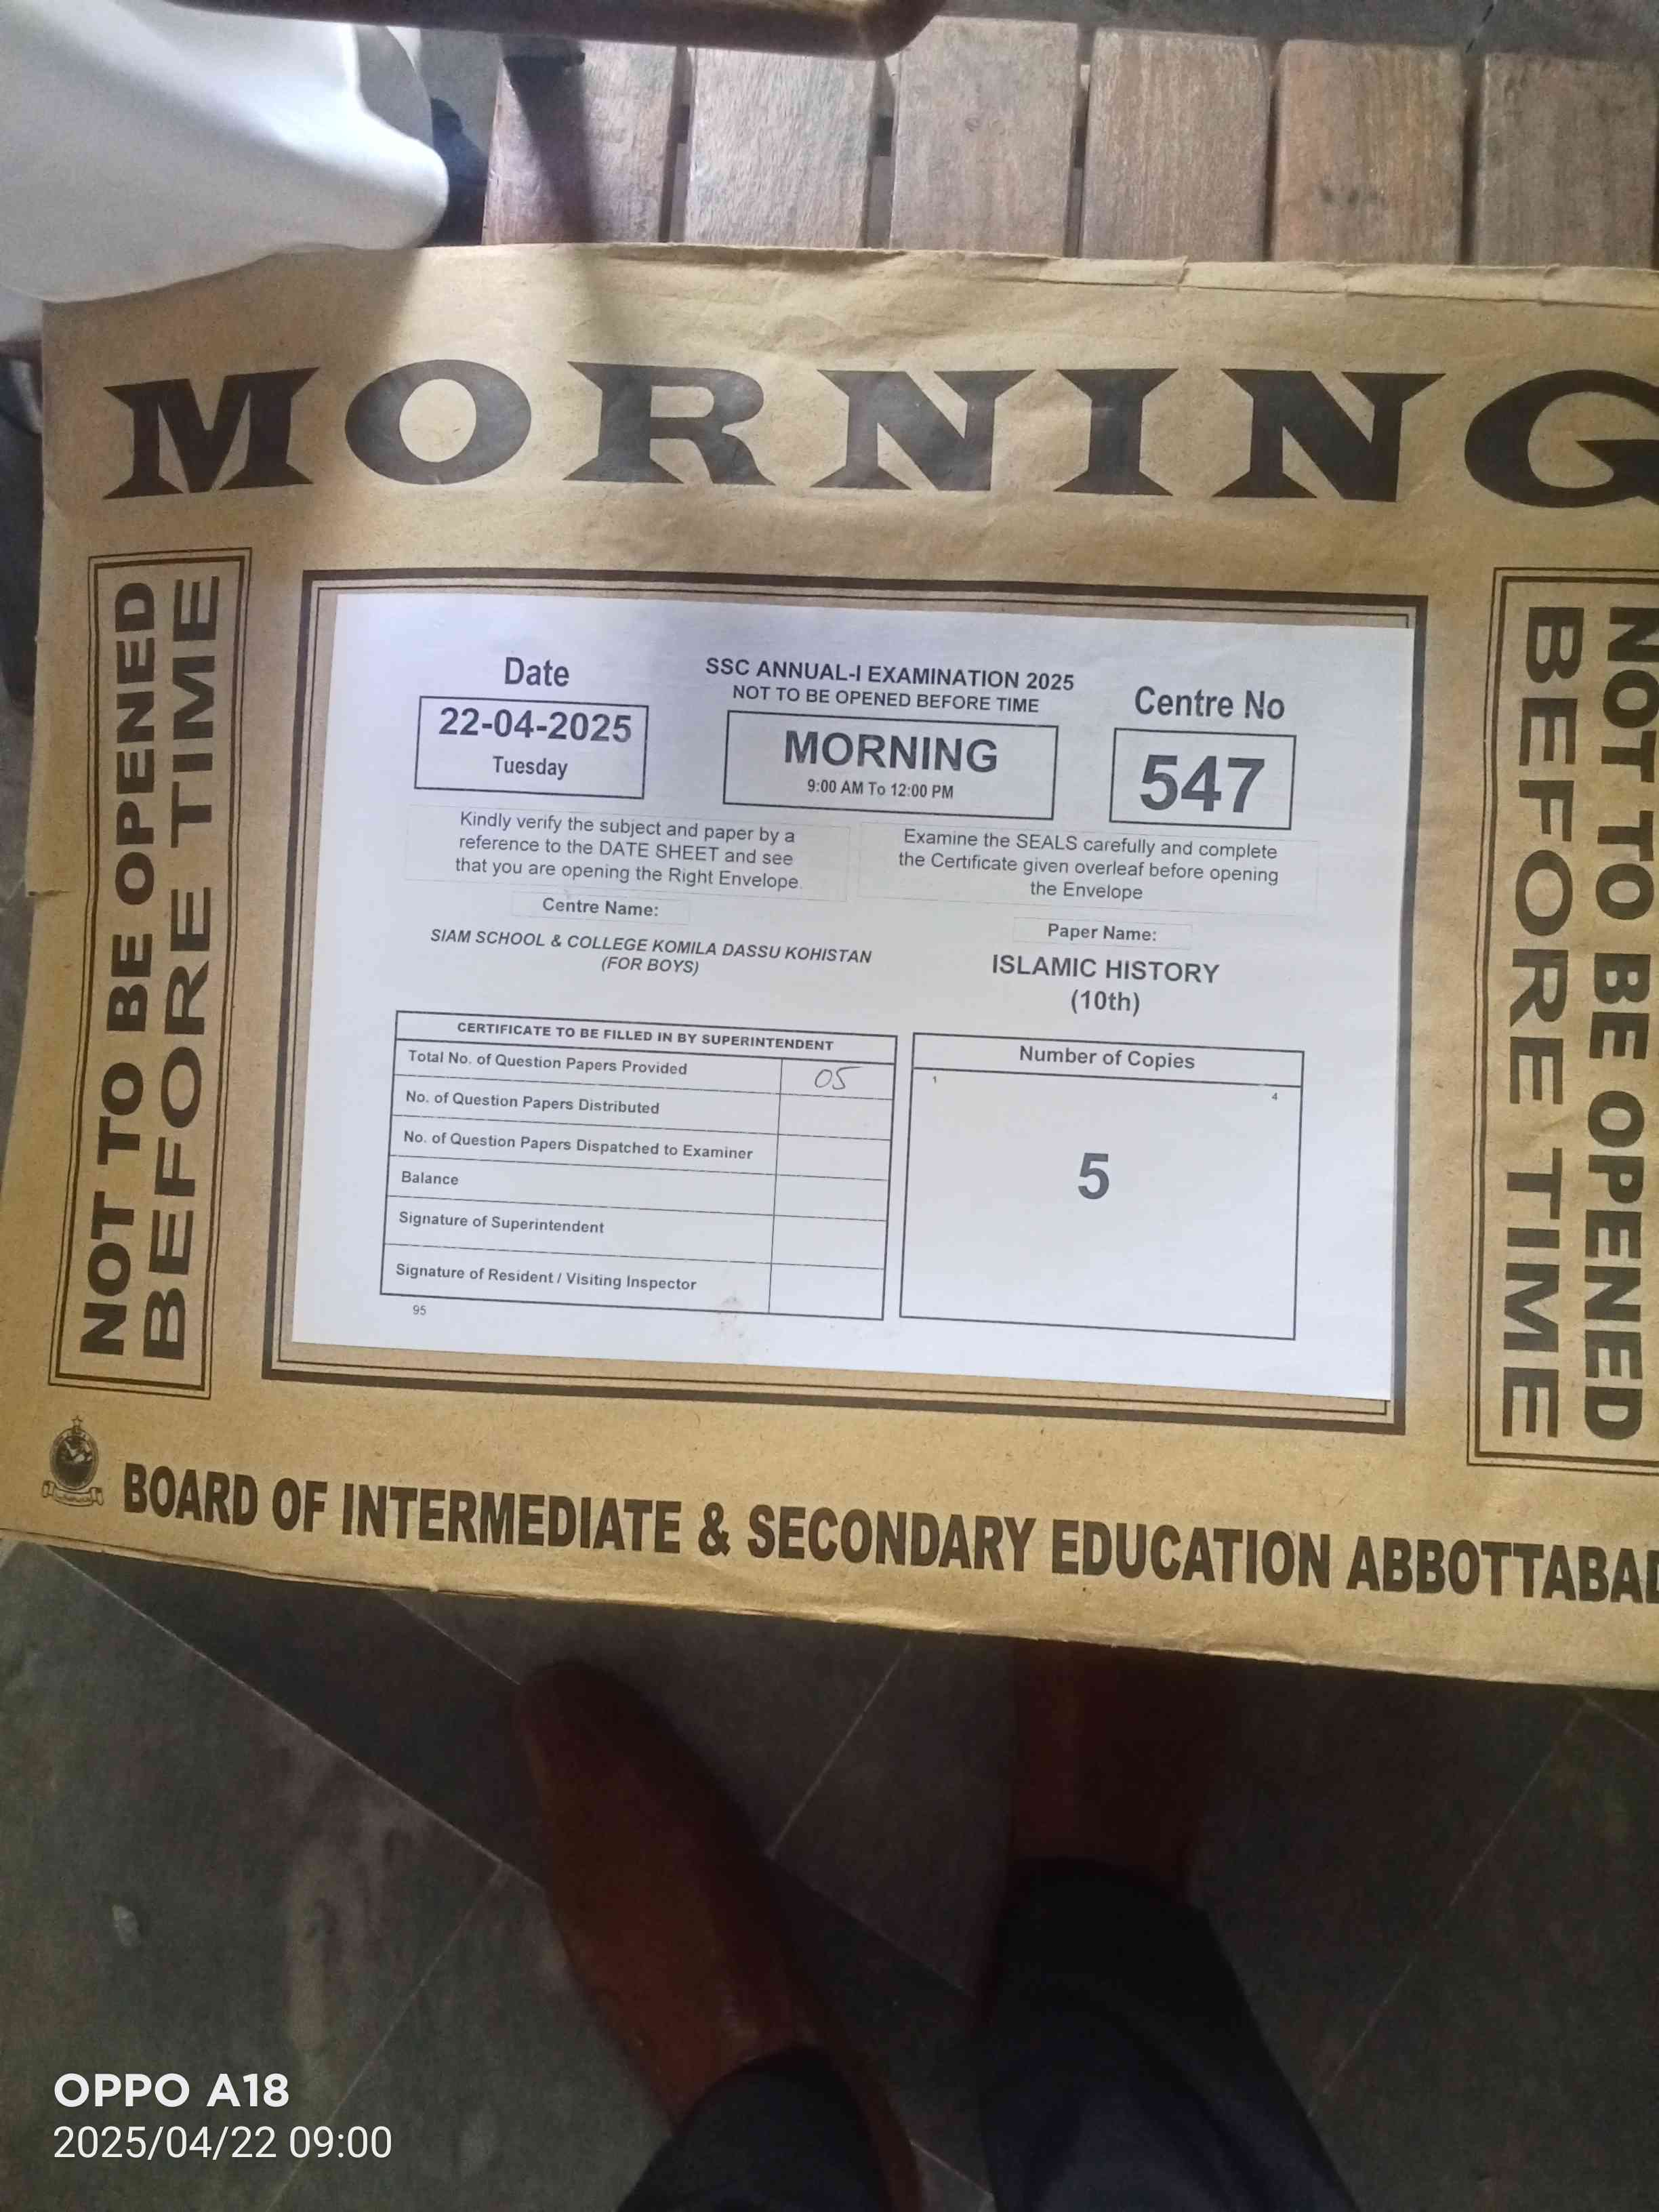 MORNING
NOT TO BE OPENED
BEFORE TIME
Date
22-04-2025
Tuesday
SSC ANNUAL-I EXAMINATION 2025
NOT TO BE OPENED BEFORE TIME
MORNING
9:00 AM To 12:00 PM
Centre No
547
Kindly verify the subject and paper by a
reference to the DATE SHEET and see
that you are opening the Right Envelope.
Examine the SEALS carefully and complete
the Certificate given overleaf before opening
the Envelope
Centre Name:
SIAM SCHOOL & COLLEGE KOMILA DASSU KOHISTAN
(FOR BOYS)
Paper Name:
ISLAMIC HISTORY
(10th)
CERTIFICATE TO BE FILLED IN BY SUPERINTENDENT
Total No. of Question Papers Provided 05
No. of Question Papers Distributed
No. of Question Papers Dispatched to Examiner
Balance
Signature of Superintendent
Signature of Resident / Visiting Inspector
95
Number of Copies
1
4
5
NOT TO BE OPENED
BEFORE TIME
BOARD OF INTERMEDIATE & SECONDARY EDUCATION ABBOTTABAD
OPPO A18
2025/04/22 09:00